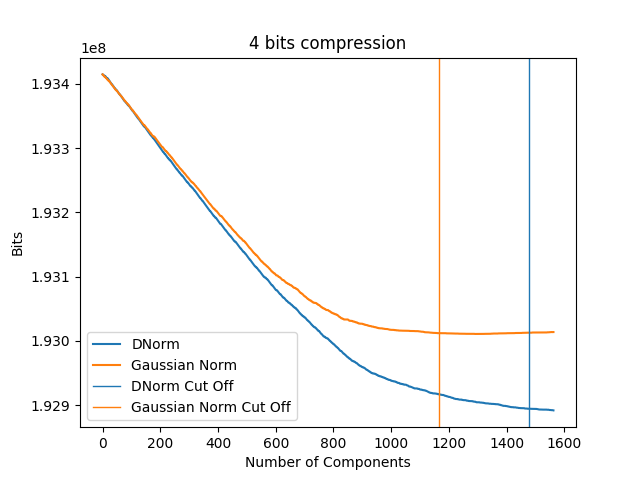 4 bits compression
1e8
1.934
1.933
1.932
1.931
1.930
1.929
Bits
DNorm
Gaussian Norm
DNorm Cut Off
Gaussian Norm Cut Off
0 200 400 600 800 1000 1200 1400 1600
Number of Components